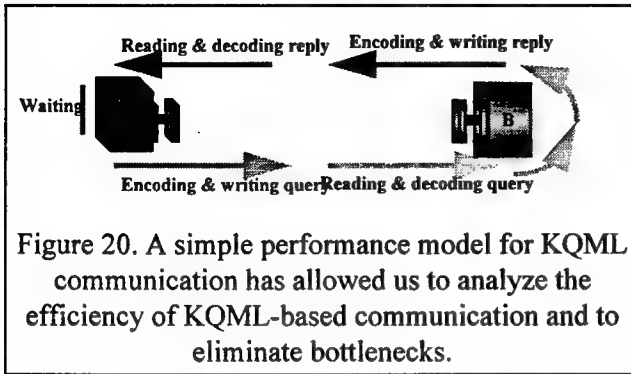 Reading & decoding reply Encoding & writing reply
Waiting
B
Encoding & writing query Reading & decoding query
Figure 20. A simple performance model for KQML
communication has allowed us to analyze the
efficiency of KQML-based communication and to
eliminate bottlenecks.